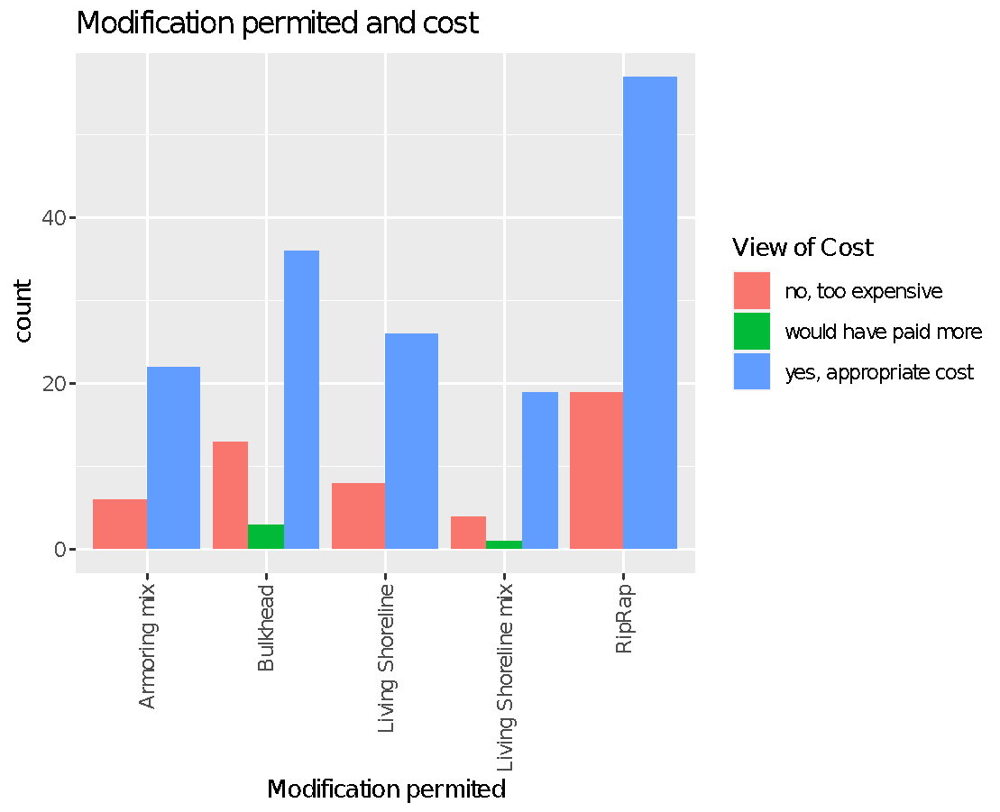 Modification permited and cost
count
40
20
0
Armoring mix
Bulkhead
Living Shoreline
Living Shoreline mix
RipRap
Modification permited
View of Cost
no, too expensive
would have paid more
yes, appropriate cost